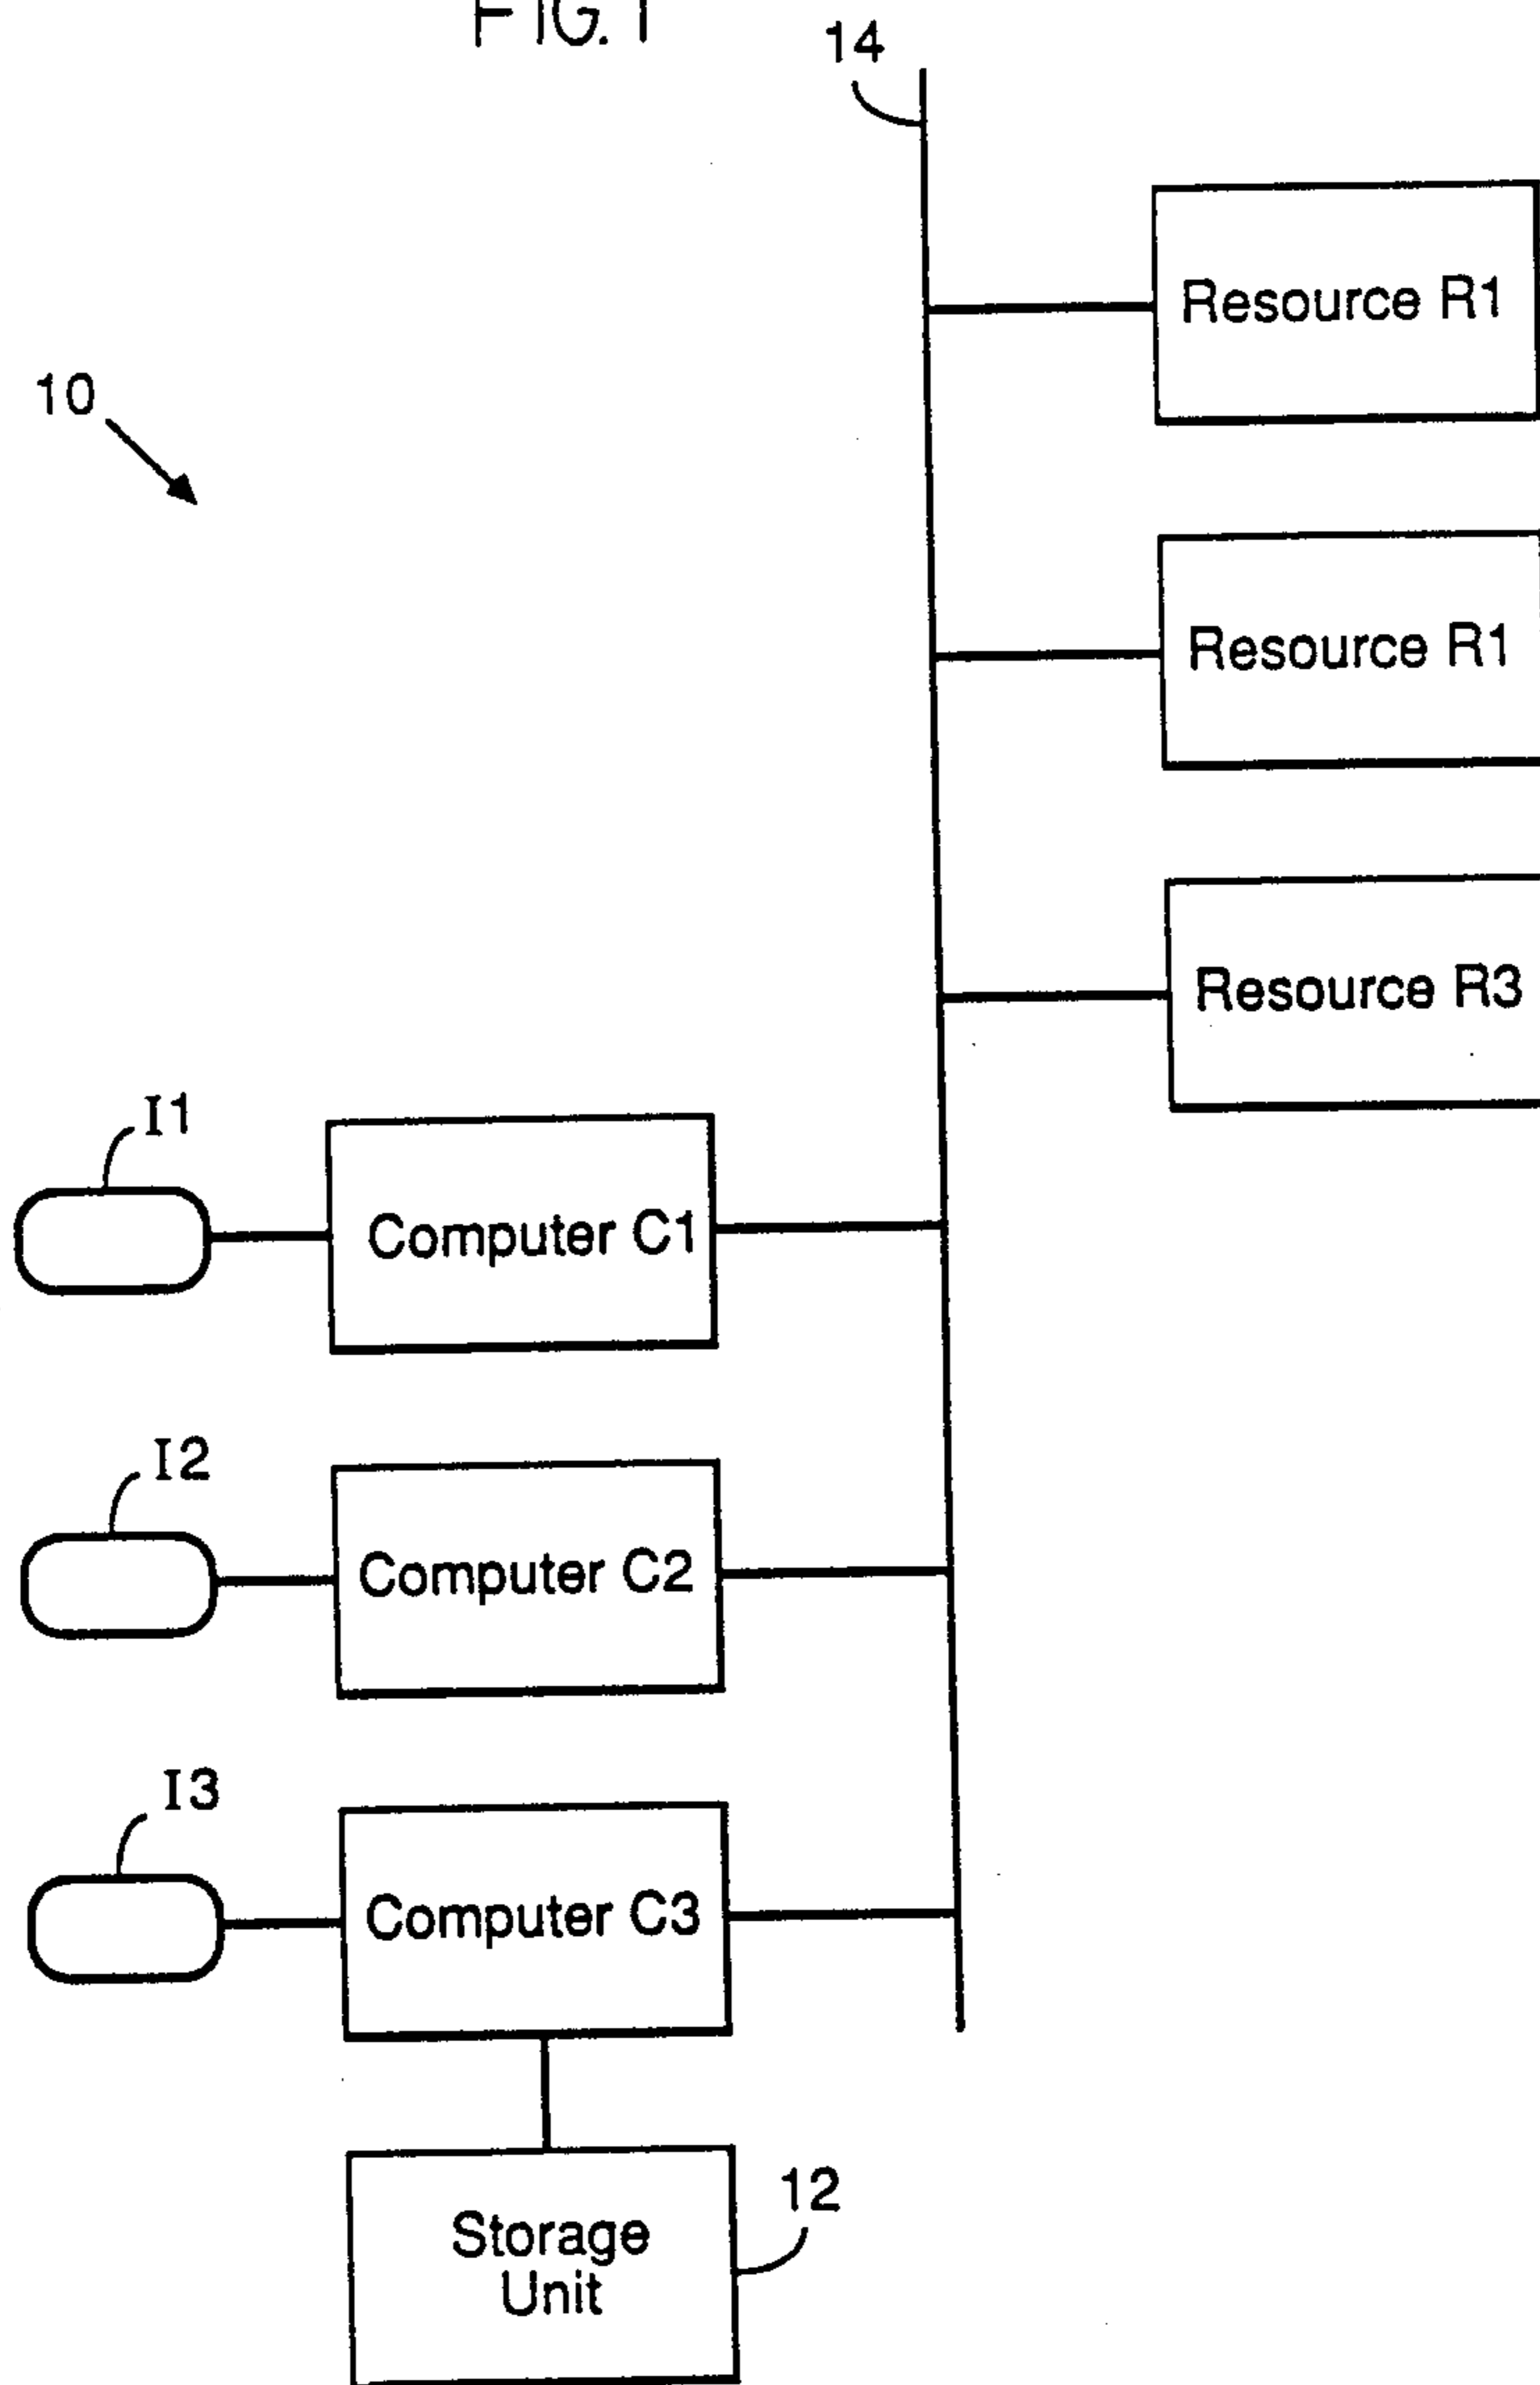 FIG. 1
14
Resource R1
10
Resource R1
Resource R3
I1
Computer C1
I2
Computer C2
I3
Computer C3
12
Storage
Unit